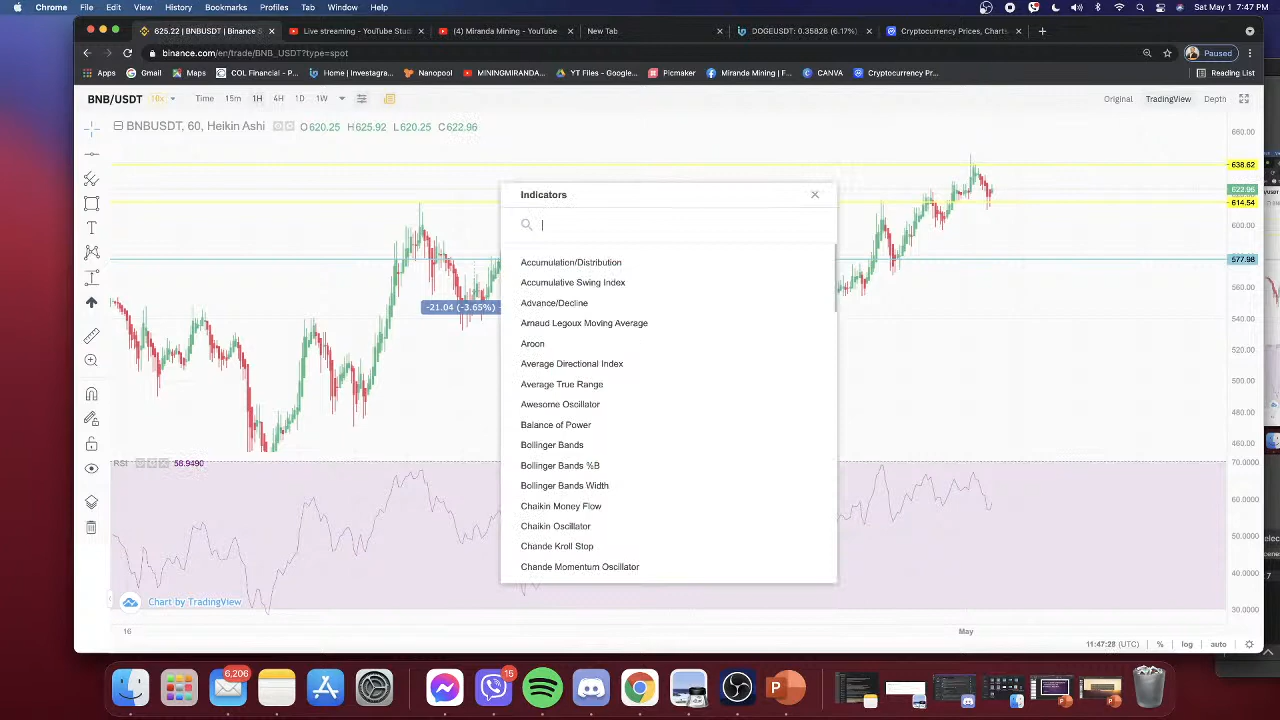 Chrome File Edit View History Bookmarks Profiles Tab Window Help Sat May 1 7:47 PM
625.22 | BNBUSDT | Binance S
Live streaming - YouTube Stud
(4) Miranda Mining - YouTube
New Tab
DOGEUSDT: 0.35828 (6.17%)
Cryptocurrency Prices, Charts
binance.com/en/trade/BNB_USDT?type=spot
Paused
Apps Gmail Maps COL Financial - P... Home | Investagra... Nanopool MININGMIRANDA... YT Files - Google... Picmaker Miranda Mining | F... CANVA Cryptocurrency Pr... Reading List
BNB/USDT 10x Time 15m 1H 4H 1D 1W Original TradingView Depth
BNBUSDT, 60, Heikin Ashi O620.25 H625.92 L620.25 C622.96
660.00
638.62
622.96
614.54
600.00
577.98
560.00
540.00
520.00
500.00
480.00
460.00
-21.04 (-3.65%) -
Indicators
Accumulation/Distribution
Accumulative Swing Index
Advance/Decline
Arnaud Legoux Moving Average
Aroon
Average Directional Index
Average True Range
Awesome Oscillator
Balance of Power
Bollinger Bands
Bollinger Bands %B
Bollinger Bands Width
Chaikin Money Flow
Chaikin Oscillator
Chande Kroll Stop
Chande Momentum Oscillator
RSI 58.9490
70.0000
60.0000
50.0000
40.0000
30.0000
Chart by TradingView
16 May
11:47:28 (UTC) % log auto
6,206
15